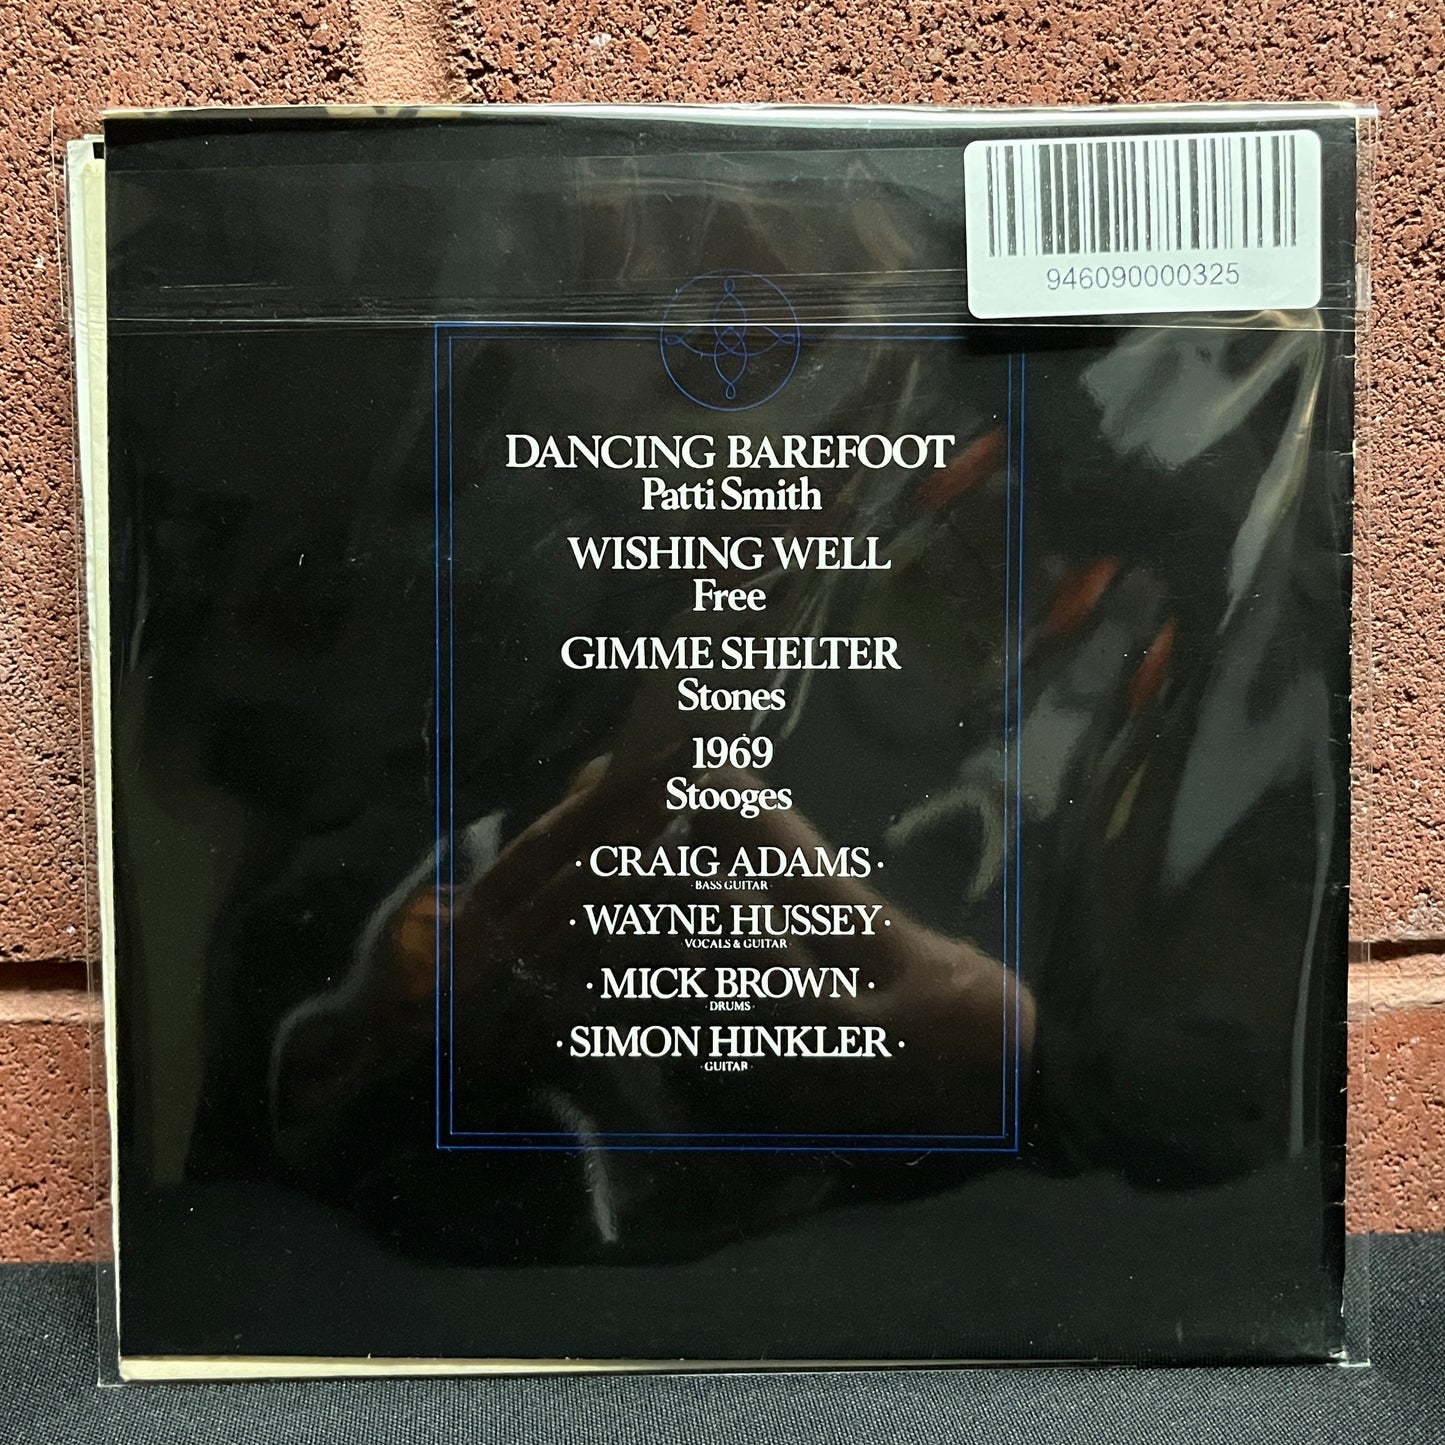 946090000325
DANCING BAREFOOT
Patti Smith
WISHING WELL
Free
GIMME SHELTER
Stones
1969
Stooges
· CRAIG ADAMS ·
· BASS GUITAR ·
· WAYNE HUSSEY ·
· VOCALS & GUITAR ·
· MICK BROWN ·
· DRUMS ·
· SIMON HINKLER ·
· GUITAR ·